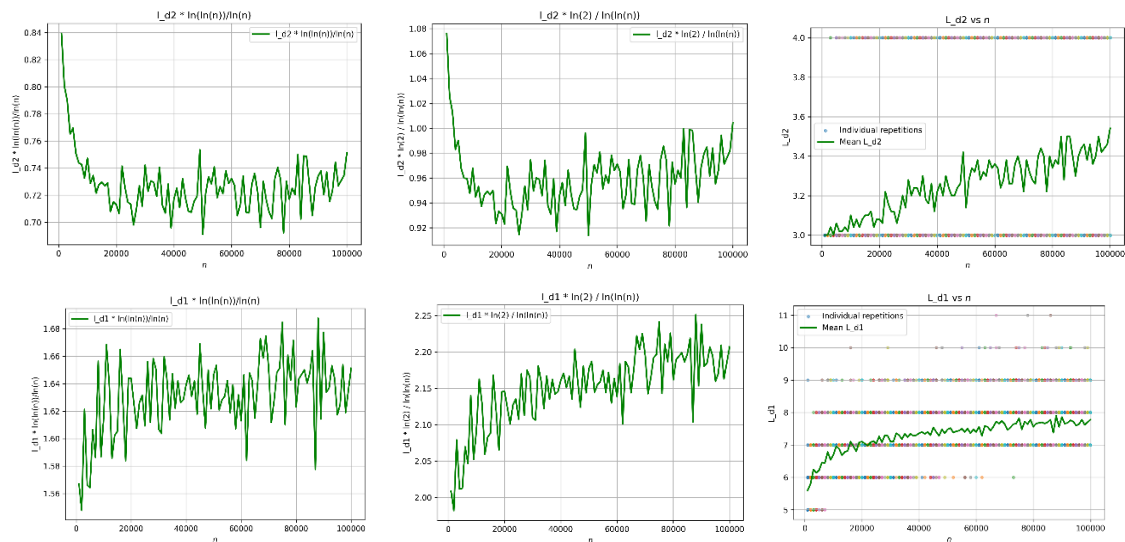 l_d2 * ln(ln(n))/ln(n)
l_d2 * ln(ln(n))/ln(n)
l_d2 * ln(ln(n))/ln(n)
0.84
0.82
0.80
0.78
0.76
0.74
0.72
0.70
0 20000 40000 60000 80000 100000
n
l_d2 * ln(2) / ln(ln(n))
l_d2 * ln(2) / ln(ln(n))
l_d2 * ln(2) / ln(ln(n))
1.08
1.06
1.04
1.02
1.00
0.98
0.96
0.94
0.92
0 20000 40000 60000 80000 100000
n
L_d2 vs n
L_d2
4.0
3.8
3.6
3.4
3.2
3.0
Individual repetitions
Mean L_d2
0 20000 40000 60000 80000 100000
n
l_d1 * ln(ln(n))/ln(n)
l_d1 * ln(ln(n))/ln(n)
l_d1 * ln(ln(n))/ln(n)
1.68
1.66
1.64
1.62
1.60
1.58
1.56
0 20000 40000 60000 80000 100000
n
l_d1 * ln(2) / ln(ln(n))
l_d1 * ln(2) / ln(ln(n))
l_d1 * ln(2) / ln(ln(n))
2.25
2.20
2.15
2.10
2.05
2.00
0 20000 40000 60000 80000 100000
n
L_d1 vs n
L_d1
11
10
9
8
7
6
5
Individual repetitions
Mean L_d1
0 20000 40000 60000 80000 100000
n